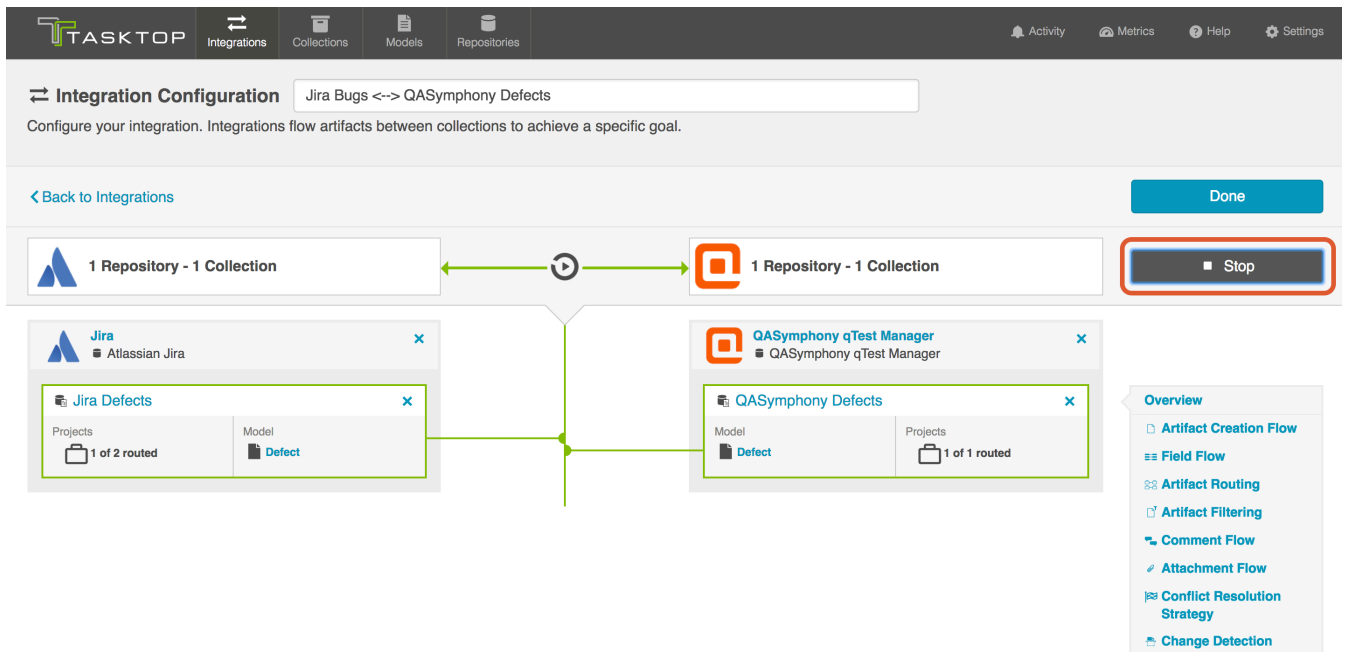 TASKTOP
Integrations
Collections
Models
Repositories
Activity
Metrics
Help
Settings
Integration Configuration
Jira Bugs <--> QASymphony Defects
Configure your integration. Integrations flow artifacts between collections to achieve a specific goal.
Back to Integrations
Done
1 Repository - 1 Collection
1 Repository - 1 Collection
Stop
Jira
Atlassian Jira
QASymphony qTest Manager
QASymphony qTest Manager
Jira Defects
Projects
1 of 2 routed
Model
Defect
QASymphony Defects
Model
Defect
Projects
1 of 1 routed
Overview
Artifact Creation Flow
Field Flow
Artifact Routing
Artifact Filtering
Comment Flow
Attachment Flow
Conflict Resolution
Strategy
Change Detection